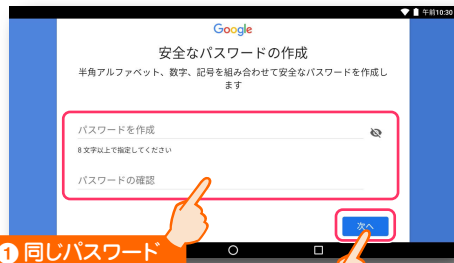 午前10:30
Google
安全なパスワードの作成
半角アルファベット、数字、記号を組み合わせて安全なパスワードを作成し
ます
パスワードを作成
8 文字以上で指定してください
パスワードの確認
次へ
1 同じパスワード